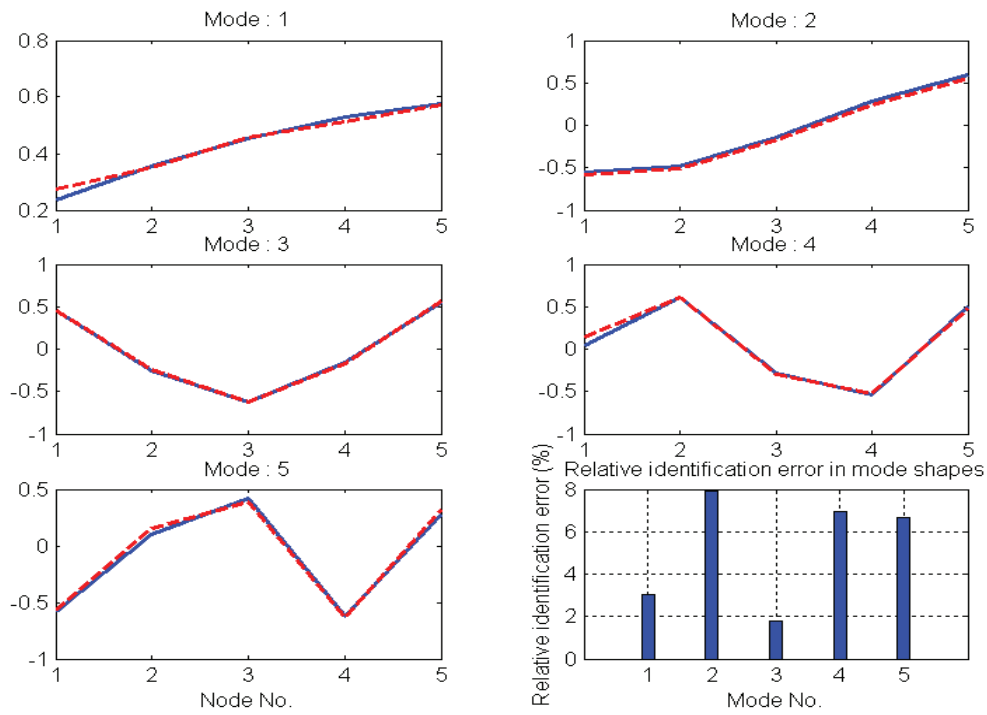 Mode : 1
0.8
0.6
0.4
0.2
1 2 3 4 5
Mode : 2
1
0.5
0
-0.5
-1
1 2 3 4 5
Mode : 3
1
0.5
0
-0.5
-1
1 2 3 4 5
Mode : 4
1
0.5
0
-0.5
-1
1 2 3 4 5
Mode : 5
0.5
0
-0.5
-1
1 2 3 4 5
Node No.
Relative identification error in mode shapes
Relative identification error (%)
8
6
4
2
0
1 2 3 4 5
Mode No.